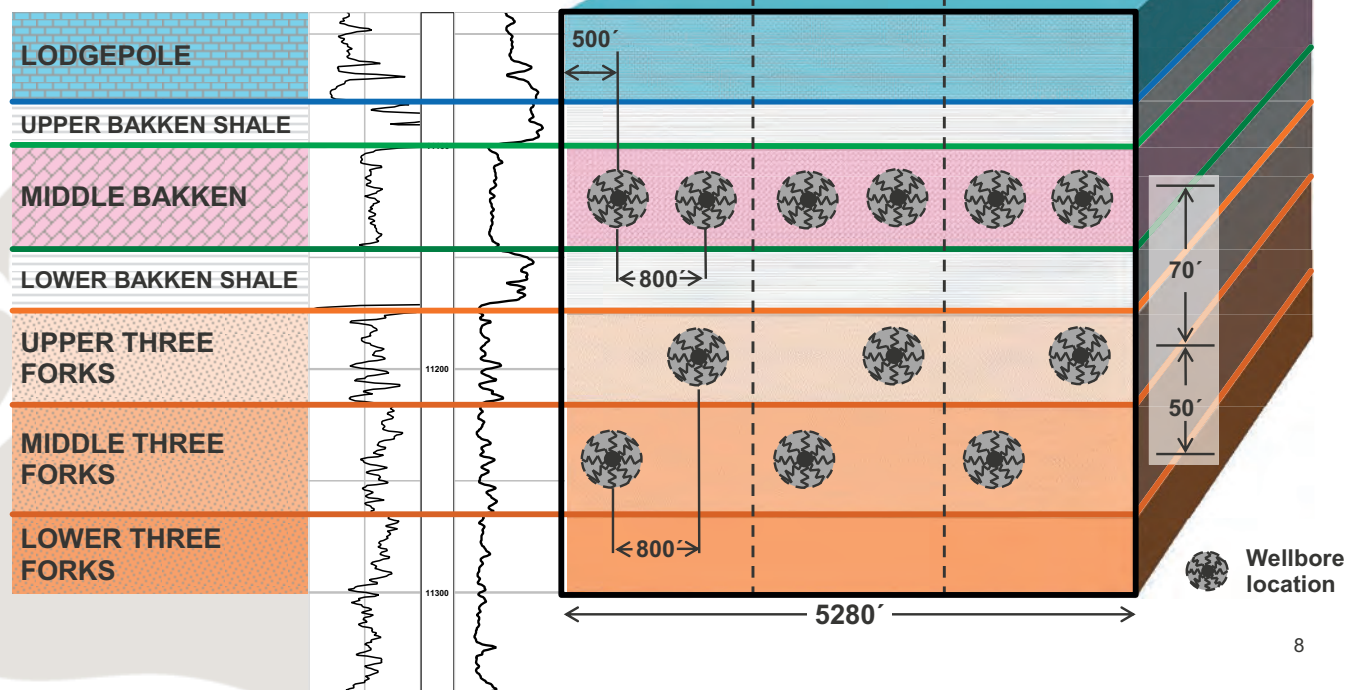 LODGEPOLE
UPPER BAKKEN SHALE
MIDDLE BAKKEN
LOWER BAKKEN SHALE
UPPER THREE
FORKS
MIDDLE THREE
FORKS
LOWER THREE
FORKS
11200
11300
500´
800´
800´
5280´
70´
50´
Wellbore
location
8